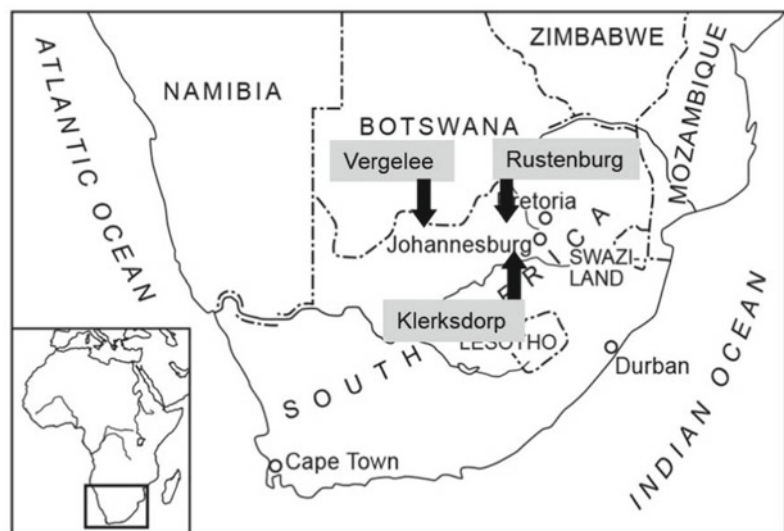 ZIMBABWE
NAMIBIA
MOZAMBIQUE
ATLANTIC OCEAN
BOTSWANA
Vergelee
Rustenburg
Pretoria
Johannesburg
SWAZI
LAND
Klerksdorp
LESOTHO
SOUTH AFRICA
Durban
INDIAN OCEAN
Cape Town